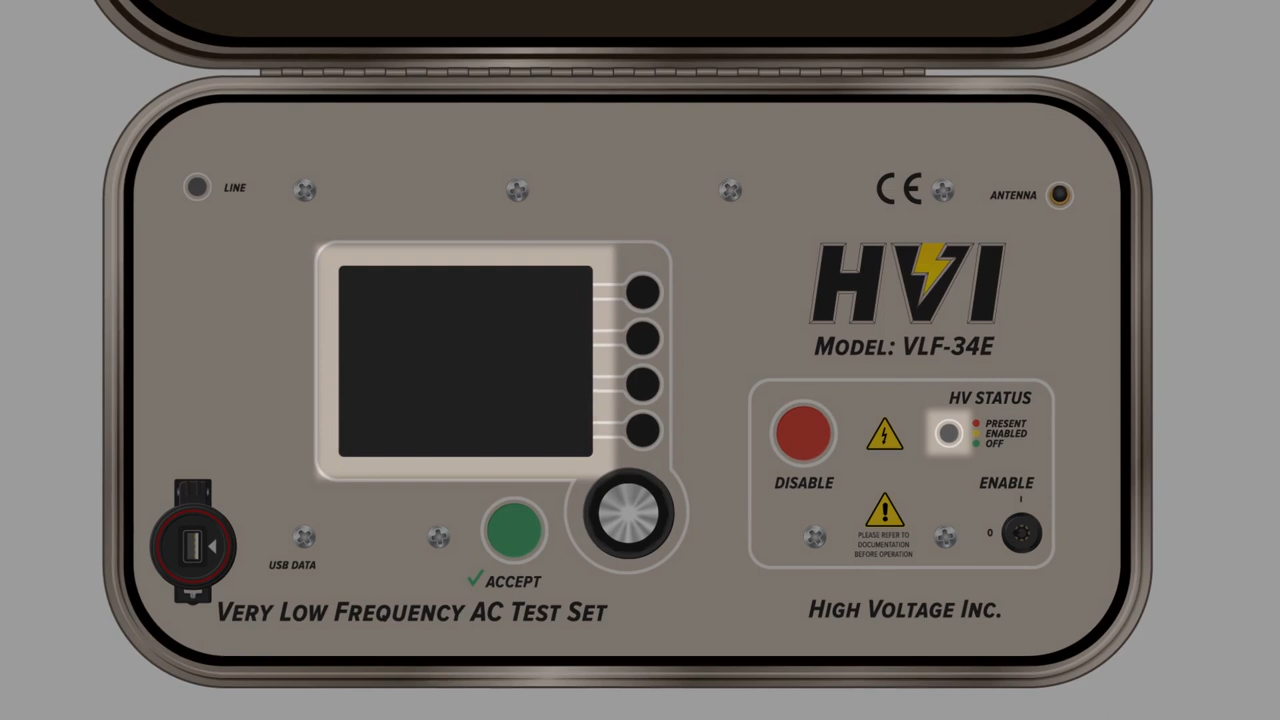 LINE
CE
ANTENNA
HVI
MODEL: VLF-34E
HV STATUS
PRESENT
ENABLED
OFF
DISABLE
ENABLE
I
0
PLEASE REFER TO
DOCUMENTATION
BEFORE OPERATION
USB DATA
ACCEPT
VERY LOW FREQUENCY AC TEST SET
HIGH VOLTAGE INC.